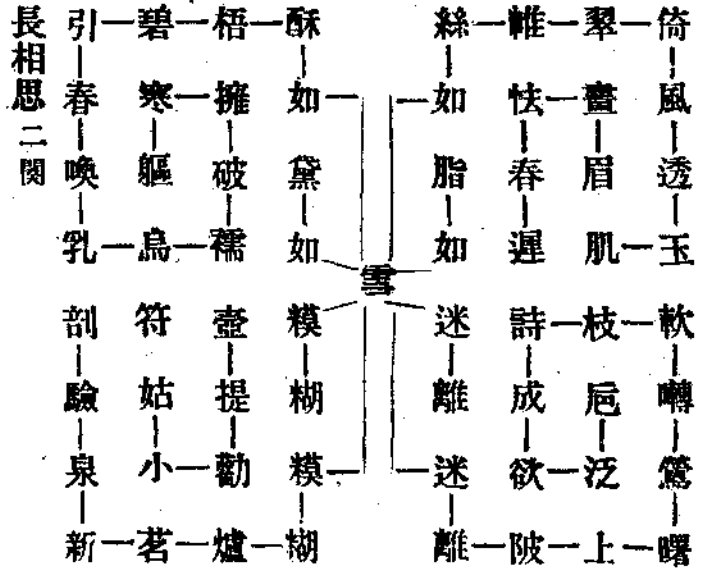 倚風透玉軟囀鶯曙
翠畫眉肌枝卮泛上
帷怯春遲詩成欲陂
絲如脂如迷離迷離
雪
酥如黛如糢糊糢糊
梧擁破襦壺提勸爐
碧寒軀烏符姑小茗
引春喚乳剖驗泉新
長相思二闋